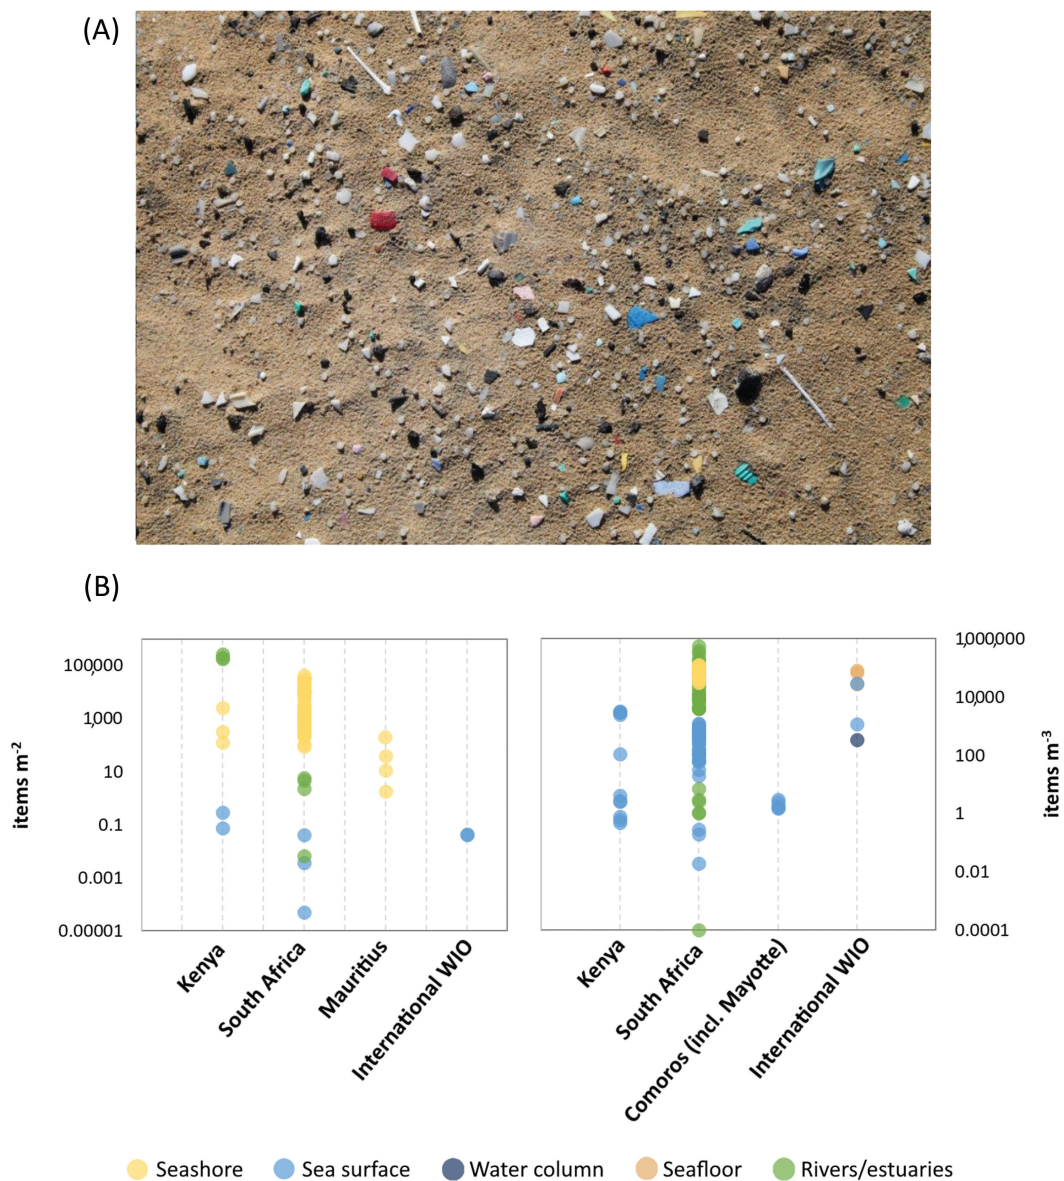 (A)
(B)
100,000
1,000
10
0.1
0.001
0.00001
items m-2
Kenya
South Africa
Mauritius
International WIO
1,000,000
10,000
100
1
0.01
0.0001
items m-3
Kenya
South Africa
Comoros (incl. Mayotte)
International WIO
Seashore
Sea surface
Water column
Seafloor
Rivers/estuaries